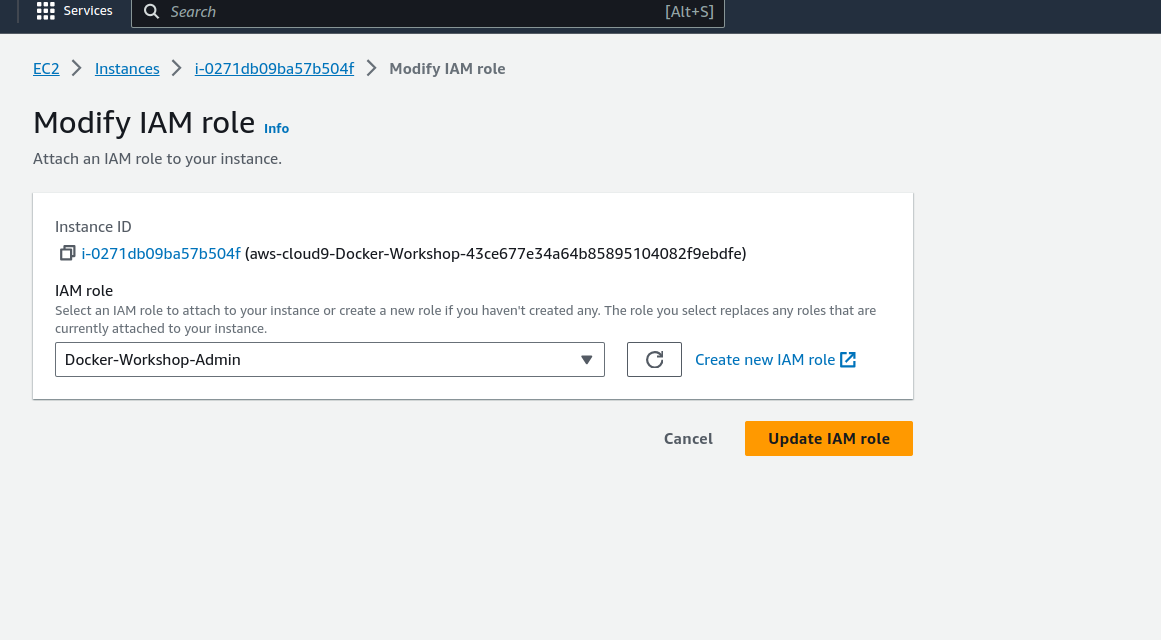 Services
Search [Alt+S]
EC2 Instances i-0271db09ba57b504f Modify IAM role
Modify IAM role Info
Attach an IAM role to your instance.
Instance ID
i-0271db09ba57b504f (aws-cloud9-Docker-Workshop-43ce677e34a64b85895104082f9ebdfe)
IAM role
Select an IAM role to attach to your instance or create a new role if you haven't created any. The role you select replaces any roles that are
currently attached to your instance.
Docker-Workshop-Admin
Create new IAM role
Cancel Update IAM role